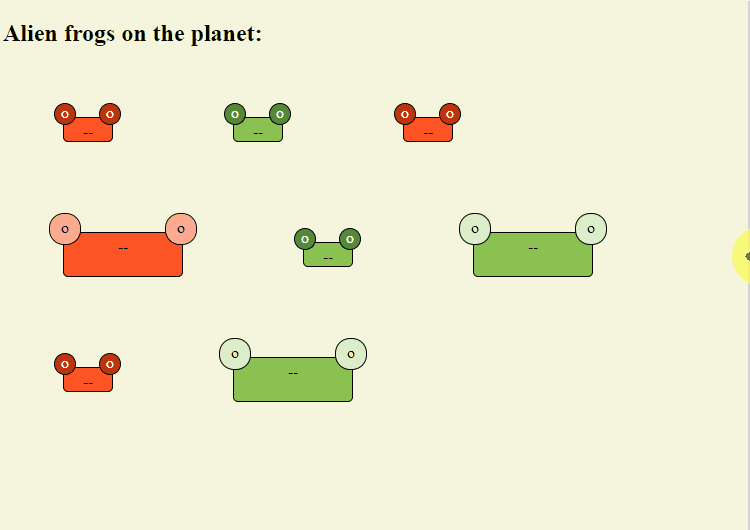 Alien frogs on the planet:
o o o o o o
-- -- --
o o o o
-- --
o o
--
o o o o
--
--